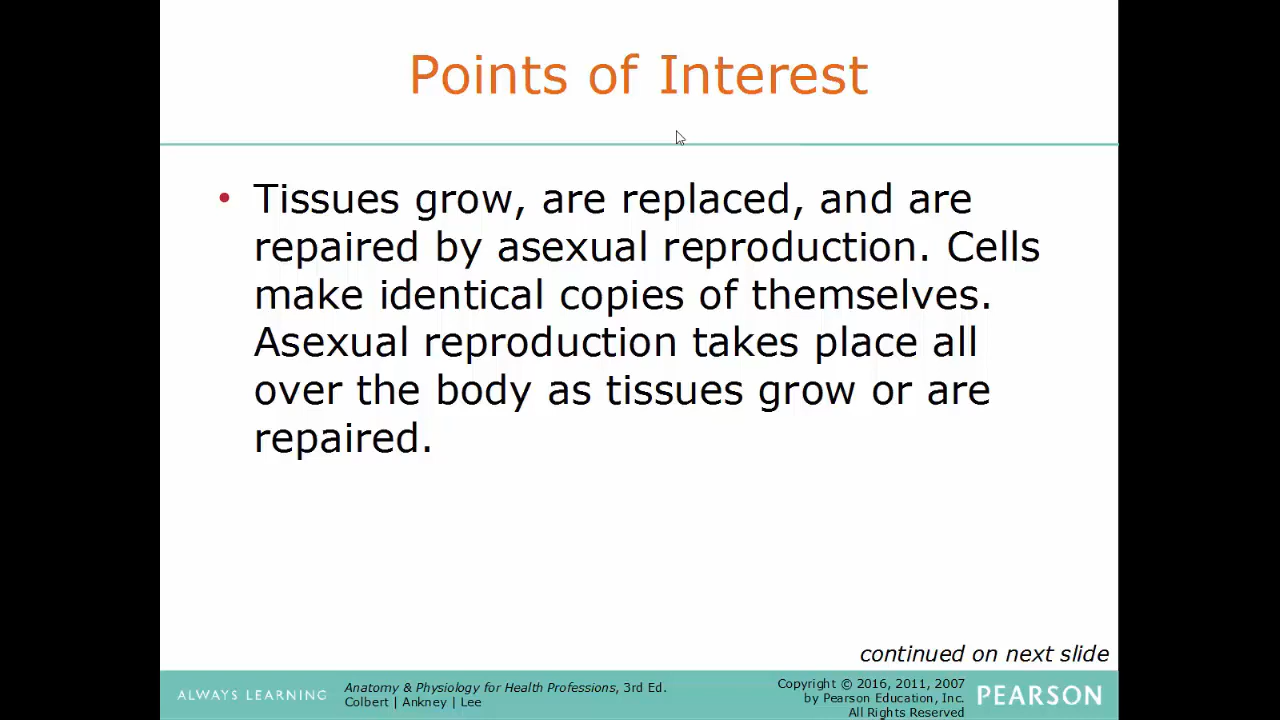 Points of Interest
• Tissues grow, are replaced, and are
repaired by asexual reproduction. Cells
make identical copies of themselves.
Asexual reproduction takes place all
over the body as tissues grow or are
repaired.
continued on next slide
ALWAYS LEARNING
Anatomy & Physiology for Health Professions, 3rd Ed.
Colbert | Ankney | Lee
Copyright © 2016, 2011, 2007
by Pearson Education, Inc.
All Rights Reserved
PEARSON